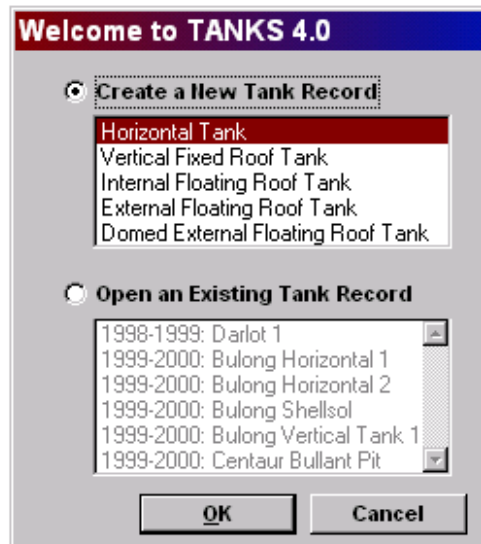 Welcome to TANKS 4.0
Create a New Tank Record
Horizontal Tank
Vertical Fixed Roof Tank
Internal Floating Roof Tank
External Floating Roof Tank
Domed External Floating Roof Tank
Open an Existing Tank Record
1998-1999: Darlot 1
1999-2000: Bulong Horizontal 1
1999-2000: Bulong Horizontal 2
1999-2000: Bulong Shellsol
1999-2000: Bulong Vertical Tank 1
1999-2000: Centaur Bullant Pit
OK Cancel